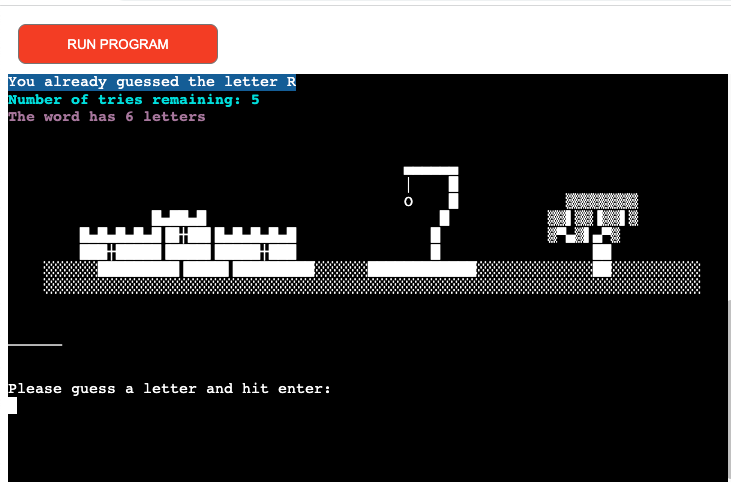 RUN PROGRAM
You already guessed the letter R
Number of tries remaining: 5
The word has 6 letters
______
Please guess a letter and hit enter: